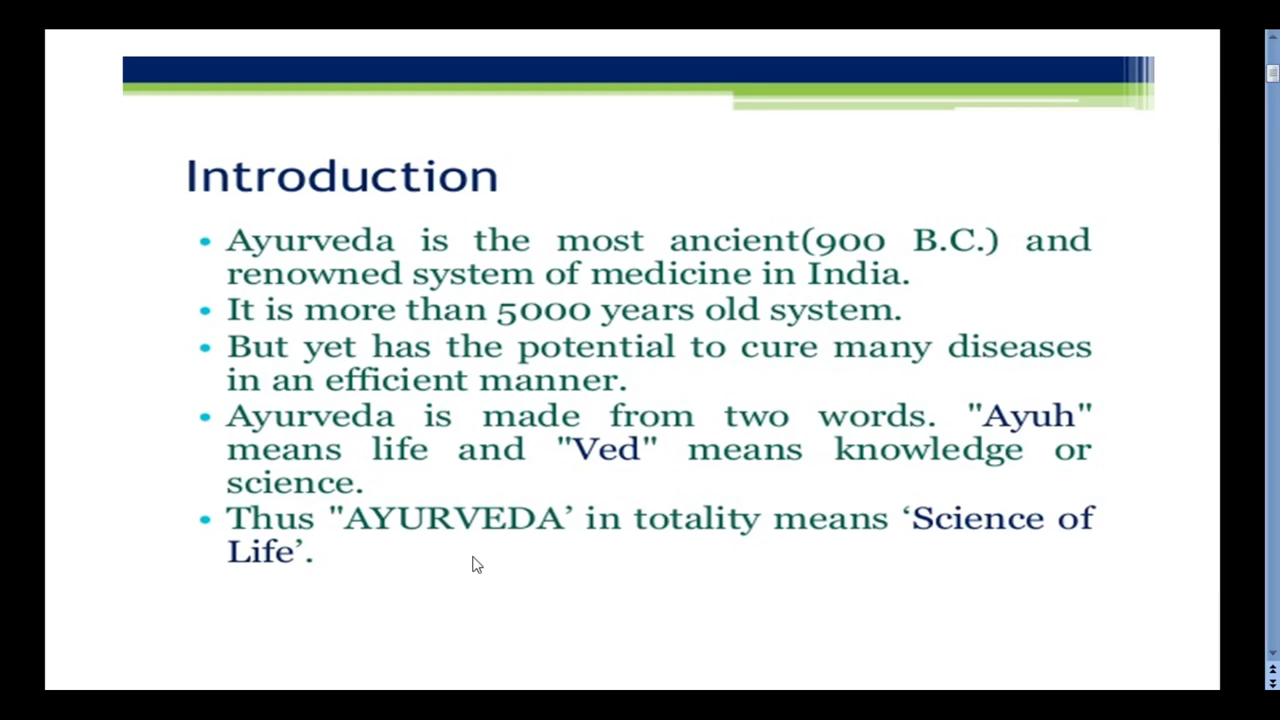 Introduction
• Ayurveda is the most ancient(900 B.C.) and
renowned system of medicine in India.
• It is more than 5000 years old system.
• But yet has the potential to cure many diseases
in an efficient manner.
• Ayurveda is made from two words. "Ayuh"
means life and "Ved" means knowledge or
science.
• Thus "AYURVEDA’ in totality means ‘Science of
Life’.